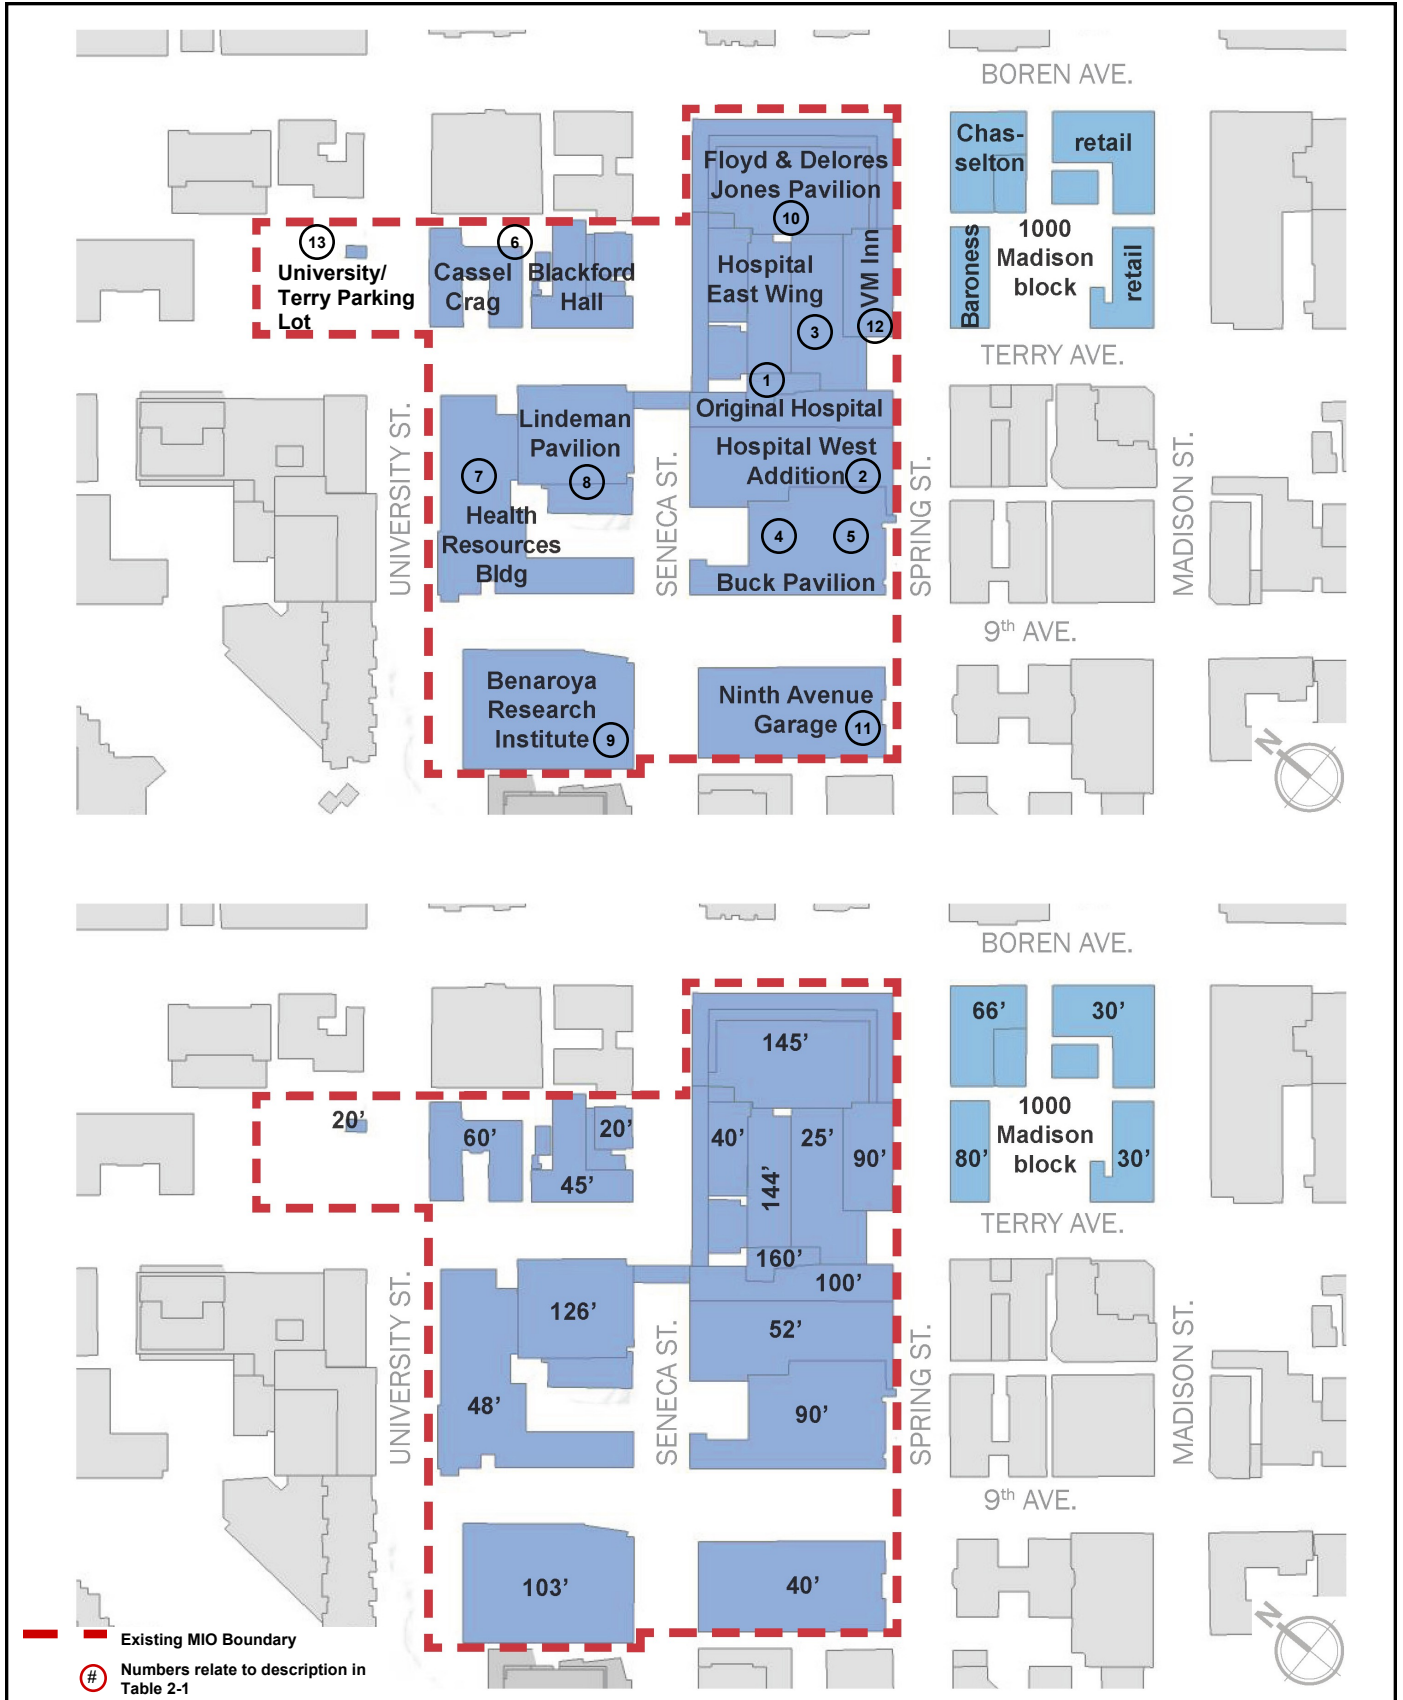 BOREN AVE.
Chas-
selton
retail
Floyd & Delores
Jones Pavilion
10
13
University/
Terry Parking
Lot
6
Cassel
Crag
Blackford
Hall
Hospital
East Wing
VM Inn
3
12
1
Baroness
1000
Madison
block
retail
TERRY AVE.
Original Hospital
Lindeman
Pavilion
8
7
Health
Resources
Bldg
Hospital West
Addition
2
4
5
Buck Pavilion
UNIVERSITY ST.
SENECA ST.
SPRING ST.
MADISON ST.
9th AVE.
Benaroya
Research
Institute
9
Ninth Avenue
Garage
11
N
BOREN AVE.
145'
66'
30'
20'
60'
20'
45'
40'
25'
90'
144'
160'
100'
80'
1000
Madison
block
30'
TERRY AVE.
126'
52'
48'
90'
UNIVERSITY ST.
SENECA ST.
SPRING ST.
MADISON ST.
9th AVE.
103'
40'
N
Existing MIO Boundary
#
Numbers relate to description in
Table 2-1